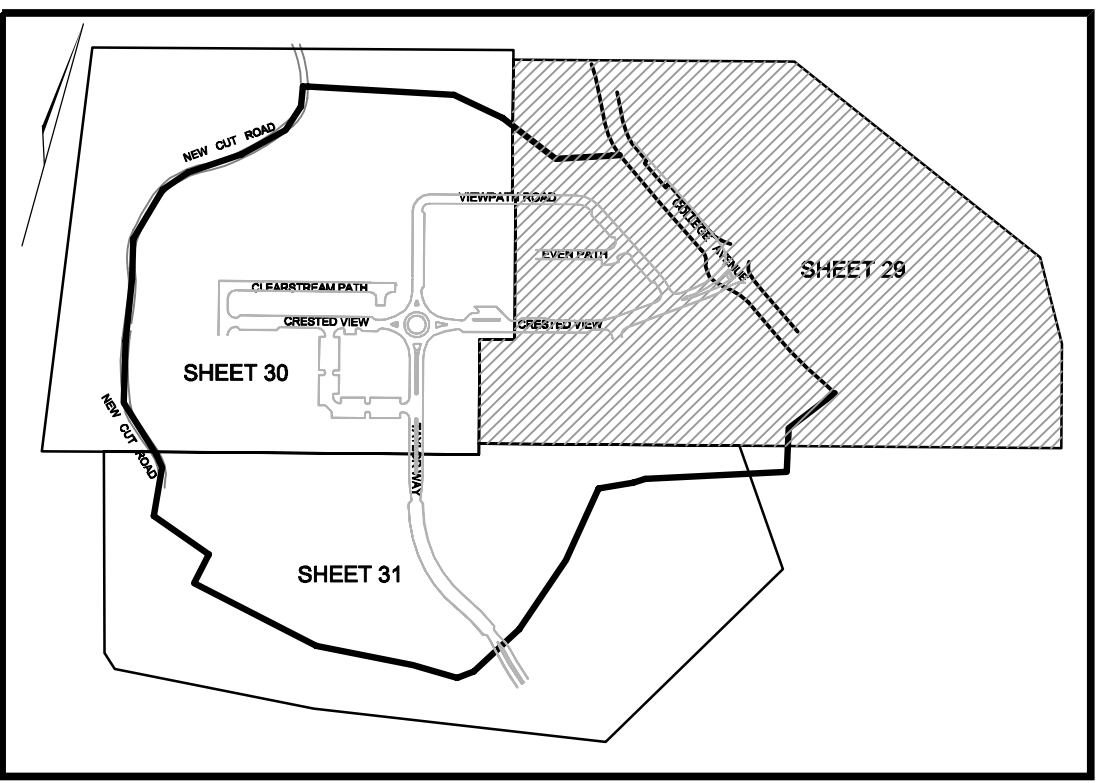 NEW CUT ROAD
VIEWPATH ROAD
COLLEGE AVENUE
EVEN PATH
SHEET 29
CLEARSTREAM PATH
CRESTED VIEW
CRESTED VIEW
SHEET 30
NEW CUT ROAD
WAY
SHEET 31